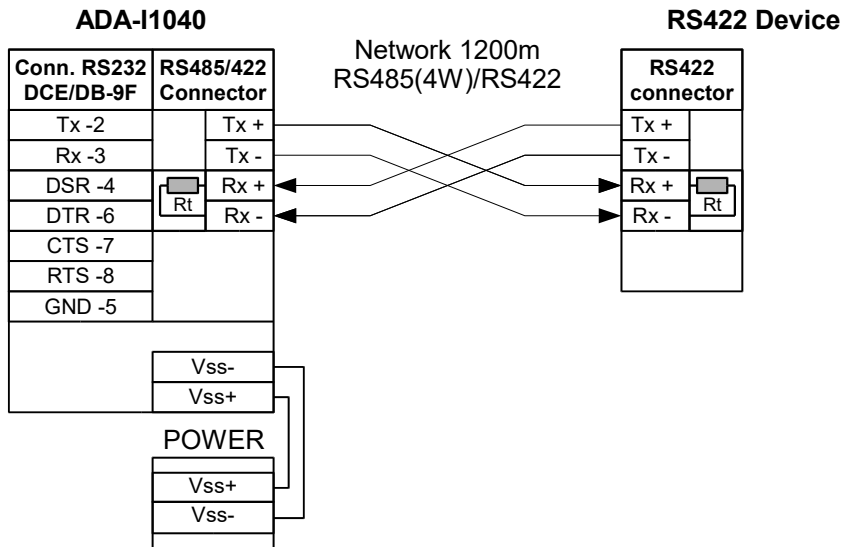 ADA-I1040
RS422 Device
Network 1200m
RS485(4W)/RS422
Conn. RS232
DCE/DB-9F
RS485/422
Connector
Tx -2
Rx -3
DSR -4
DTR -6
CTS -7
RTS -8
GND -5
Tx +
Tx -
Rx +
Rx -
Rt
RS422
connector
Tx +
Tx -
Rx +
Rx -
Rt
Vss-
Vss+
POWER
Vss+
Vss-